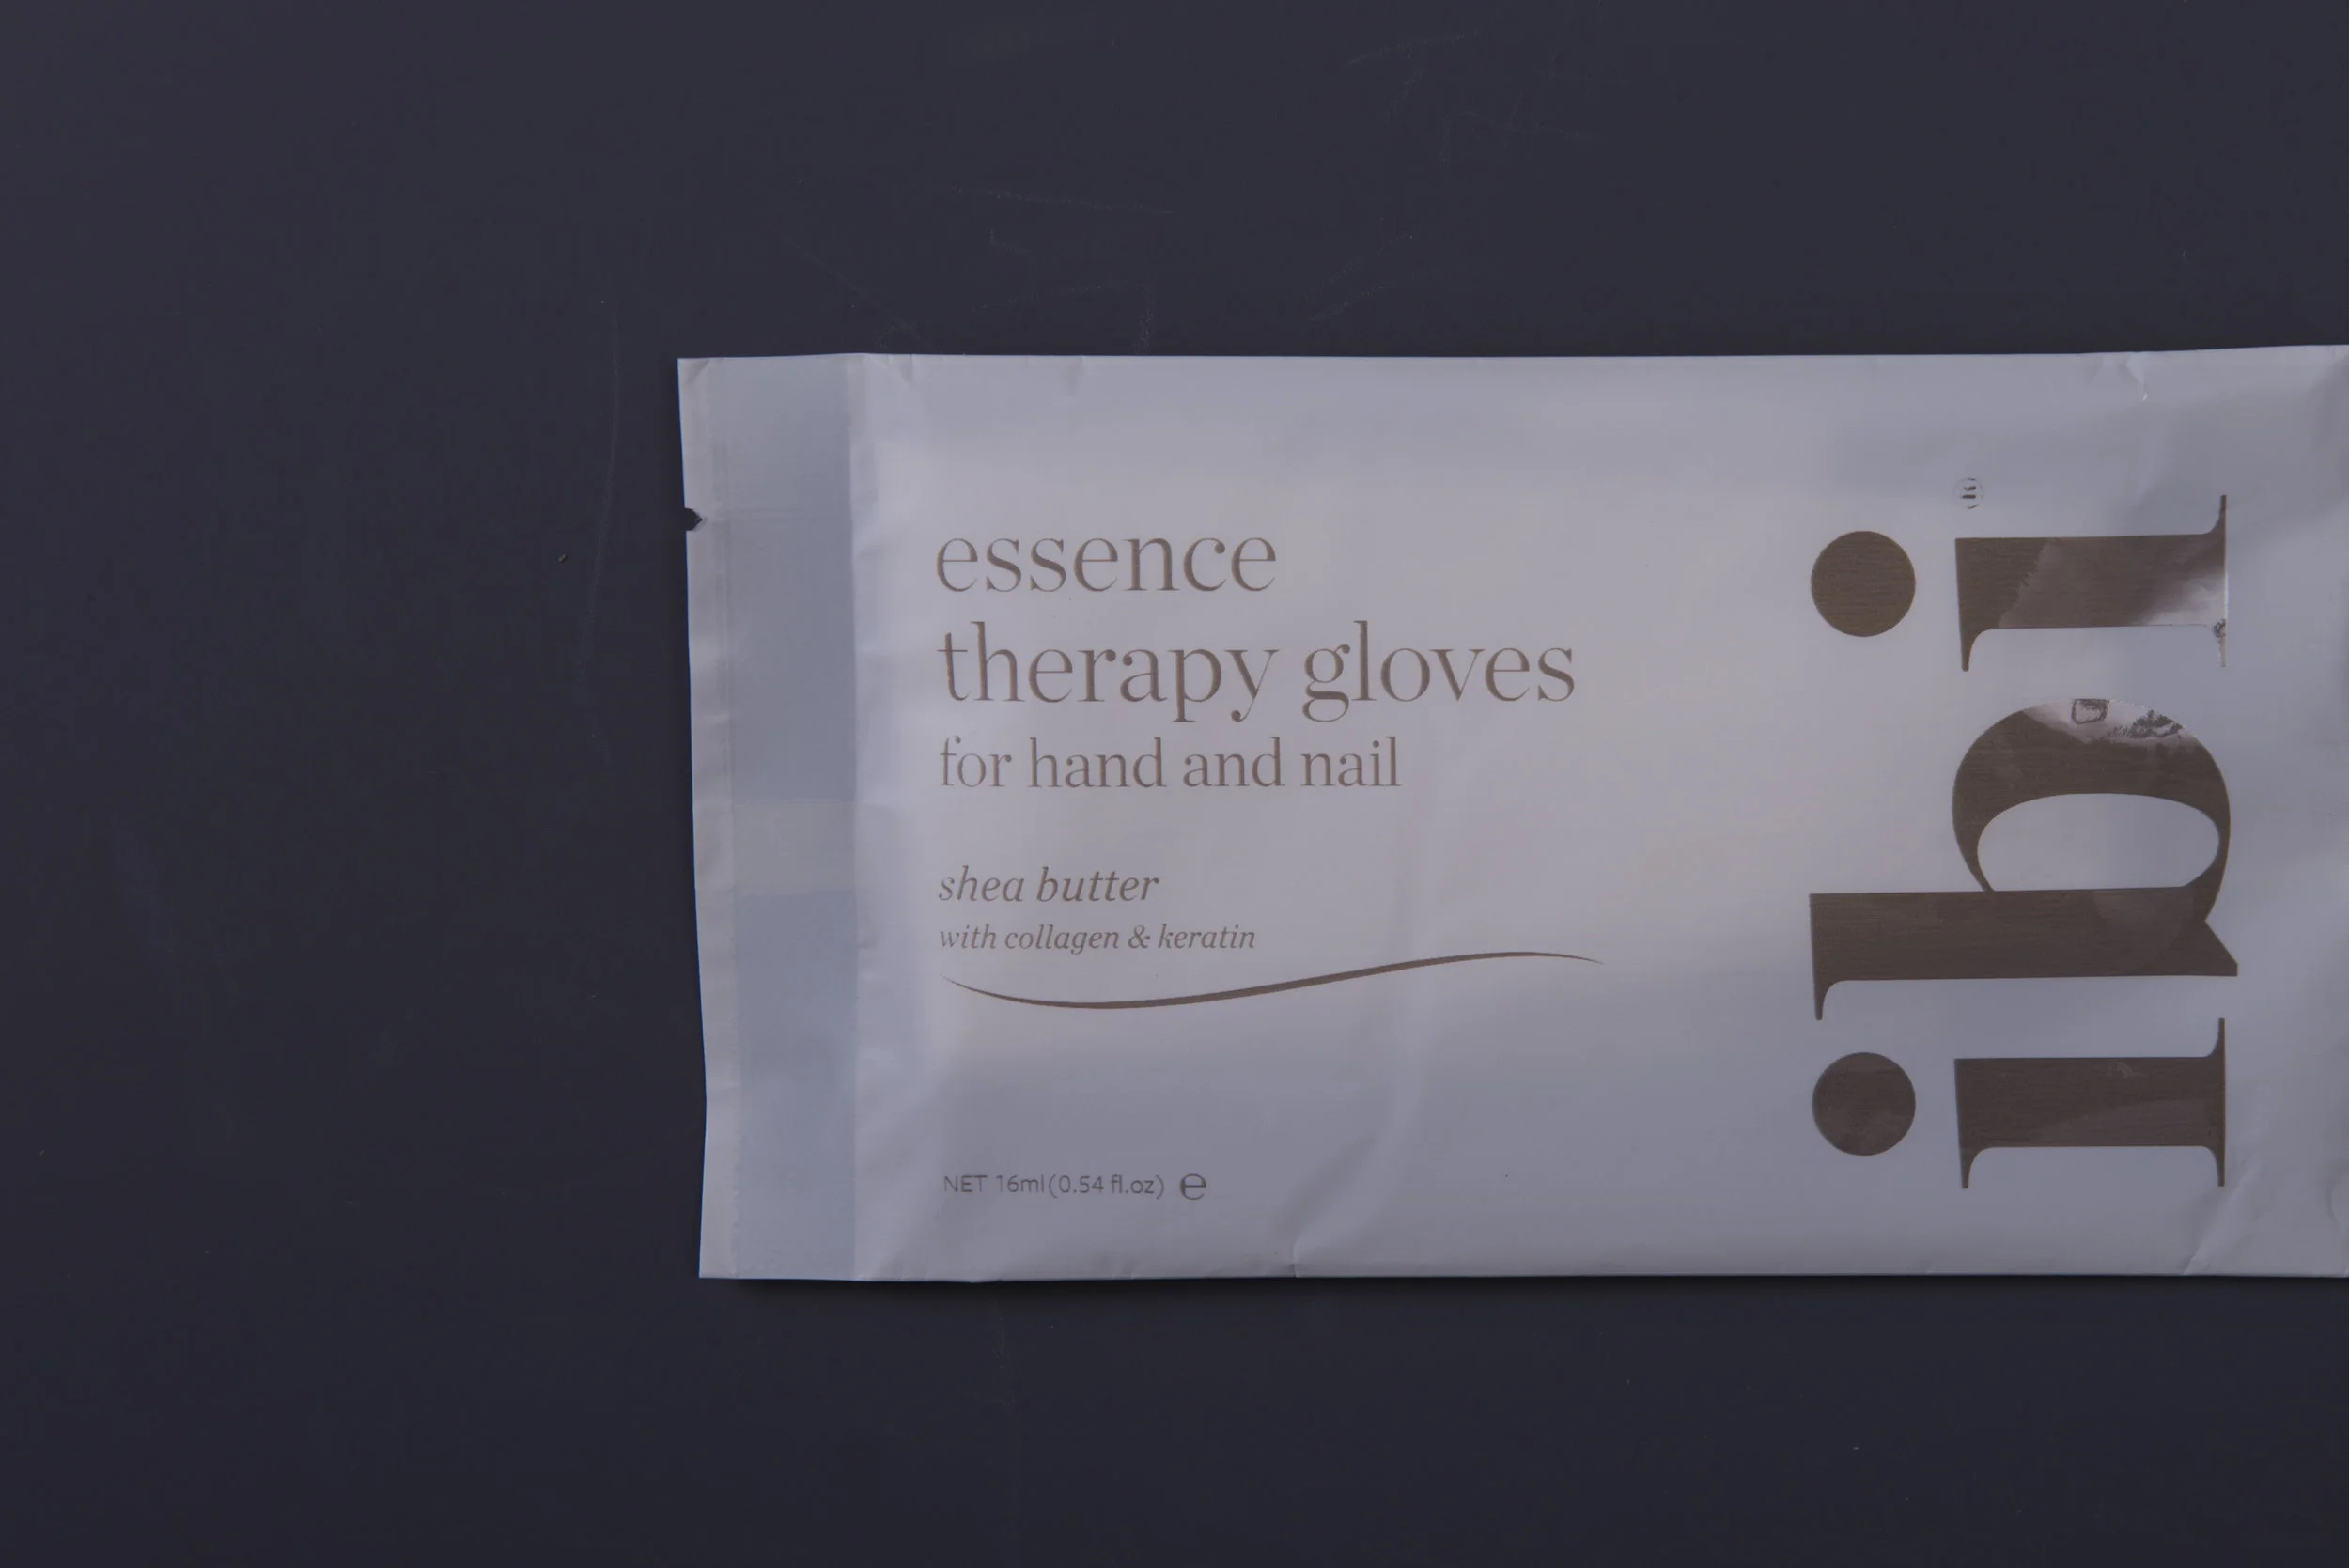 essence
therapy gloves
for hand and nail
shea butter
with collagen & keratin
NET 16ml(0.54 fl.oz) ℮
ibi